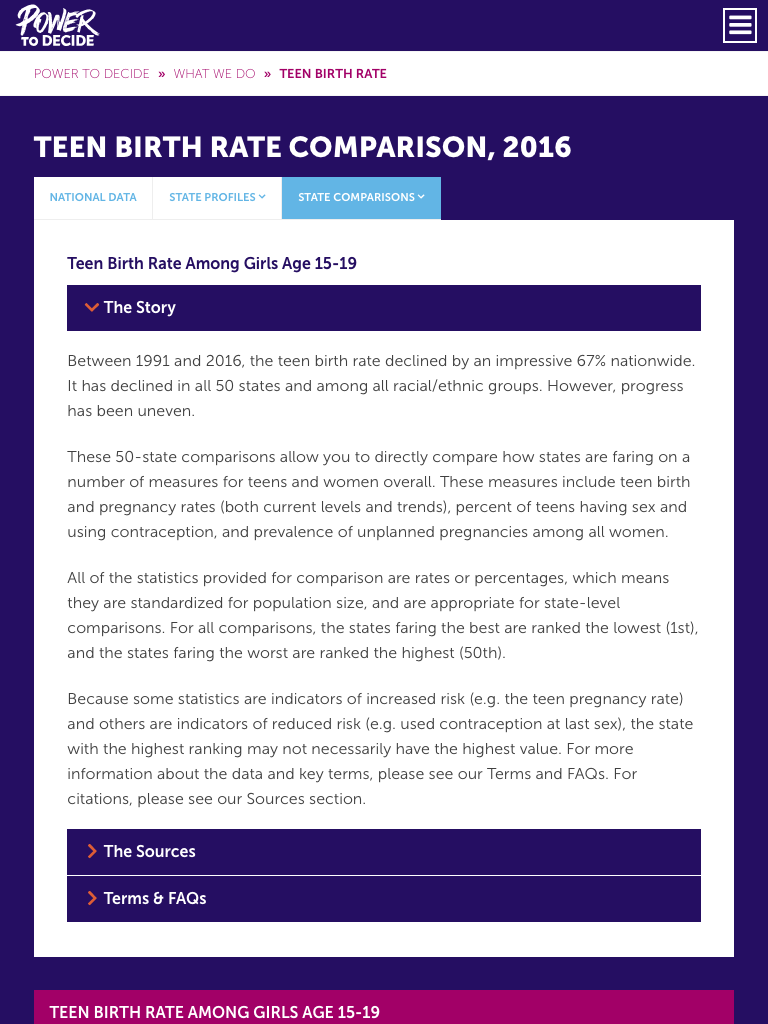 POWER
TO DECIDE
POWER TO DECIDE » WHAT WE DO » TEEN BIRTH RATE
TEEN BIRTH RATE COMPARISON, 2016
NATIONAL DATA STATE PROFILES STATE COMPARISONS
Teen Birth Rate Among Girls Age 15-19
The Story
Between 1991 and 2016, the teen birth rate declined by an impressive 67% nationwide.
It has declined in all 50 states and among all racial/ethnic groups. However, progress
has been uneven.
These 50-state comparisons allow you to directly compare how states are faring on a
number of measures for teens and women overall. These measures include teen birth
and pregnancy rates (both current levels and trends), percent of teens having sex and
using contraception, and prevalence of unplanned pregnancies among all women.
All of the statistics provided for comparison are rates or percentages, which means
they are standardized for population size, and are appropriate for state-level
comparisons. For all comparisons, the states faring the best are ranked the lowest (1st),
and the states faring the worst are ranked the highest (50th).
Because some statistics are indicators of increased risk (e.g. the teen pregnancy rate)
and others are indicators of reduced risk (e.g. used contraception at last sex), the state
with the highest ranking may not necessarily have the highest value. For more
information about the data and key terms, please see our Terms and FAQs. For
citations, please see our Sources section.
The Sources
Terms & FAQs
TEEN BIRTH RATE AMONG GIRLS AGE 15-19